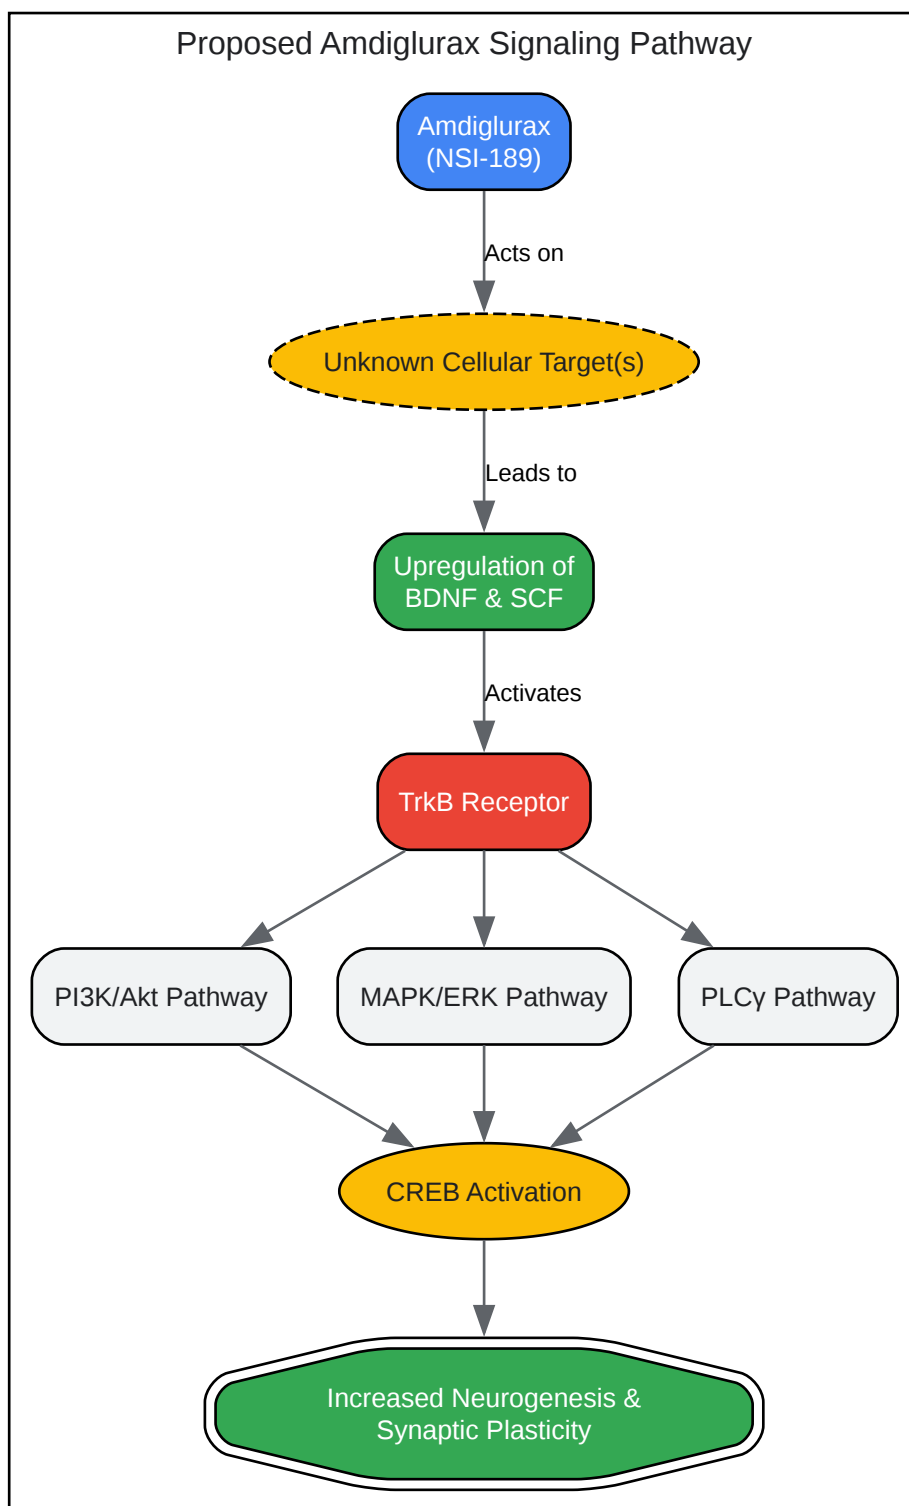 Proposed Amdiglurax Signaling Pathway
Amdiglurax
(NSI-189)
Acts on
Unknown Cellular Target(s)
Leads to
Upregulation of
BDNF & SCF
Activates
TrkB Receptor
PI3K/Akt Pathway
MAPK/ERK Pathway
PLCγ Pathway
CREB Activation
Increased Neurogenesis &
Synaptic Plasticity